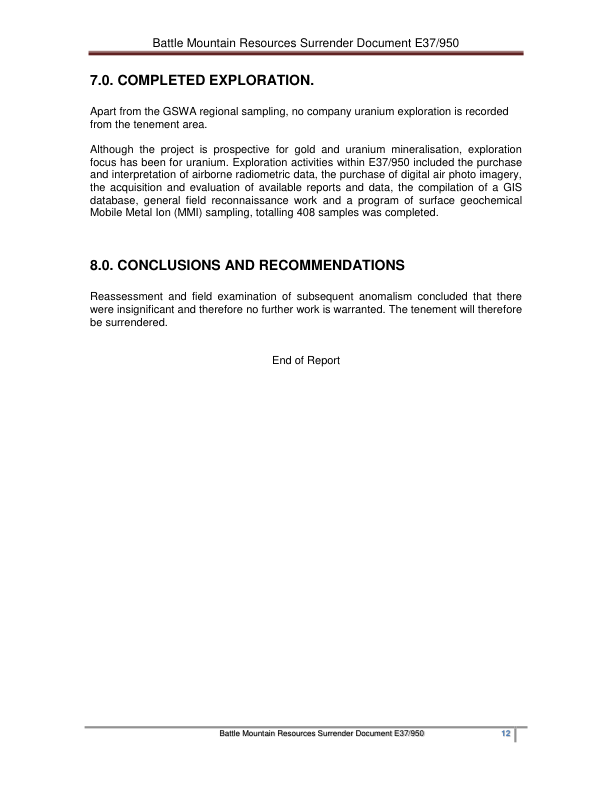 Battle Mountain Resources Surrender Document E37/950
7.0. COMPLETED EXPLORATION.
Apart from the GSWA regional sampling, no company uranium exploration is recorded
from the tenement area.
Although the project is prospective for gold and uranium mineralisation, exploration
focus has been for uranium. Exploration activities within E37/950 included the purchase
and interpretation of airborne radiometric data, the purchase of digital air photo imagery,
the acquisition and evaluation of available reports and data, the compilation of a GIS
database, general field reconnaissance work and a program of surface geochemical
Mobile Metal Ion (MMI) sampling, totalling 408 samples was completed.
8.0. CONCLUSIONS AND RECOMMENDATIONS
Reassessment and field examination of subsequent anomalism concluded that there
were insignificant and therefore no further work is warranted. The tenement will therefore
be surrendered.
End of Report
Battle Mountain Resources Surrender Document E37/950 12